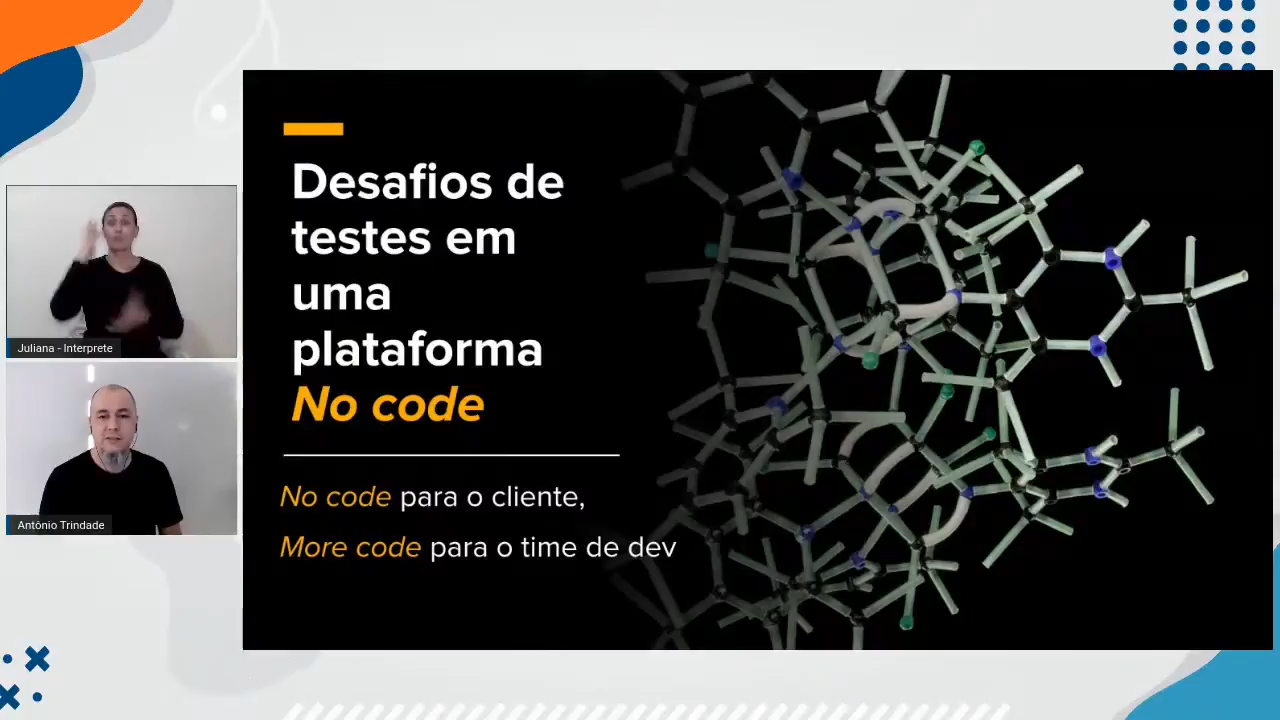 Desafios de
testes em
uma
plataforma
No code
No code para o cliente,
More code para o time de dev
Juliana - Interprete
Antônio Trindade